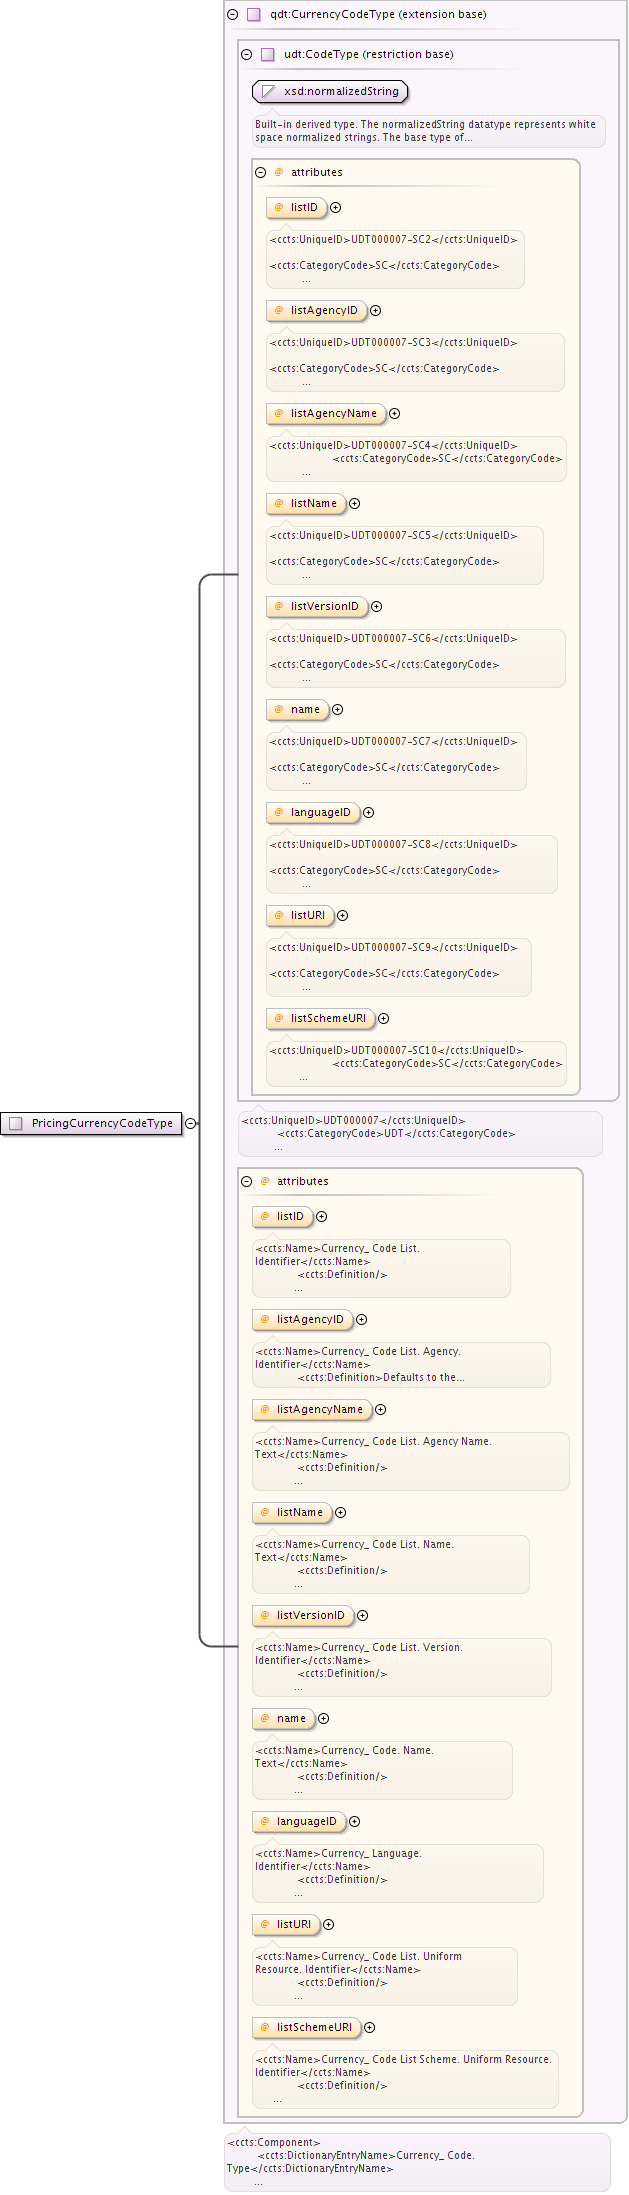 qdt:CurrencyCodeType (extension base)
udt:CodeType (restriction base)
xsd:normalizedString
Built-in derived type. The normalizedString datatype represents white
space normalized strings. The base type of...
@ attributes
@ listID
<ccts:UniqueID>UDT000007-SC2</ccts:UniqueID>
<ccts:CategoryCode>SC</ccts:CategoryCode>
...
@ listAgencyID
<ccts:UniqueID>UDT000007-SC3</ccts:UniqueID>
<ccts:CategoryCode>SC</ccts:CategoryCode>
...
@ listAgencyName
<ccts:UniqueID>UDT000007-SC4</ccts:UniqueID>
<ccts:CategoryCode>SC</ccts:CategoryCode>
...
@ listName
<ccts:UniqueID>UDT000007-SC5</ccts:UniqueID>
<ccts:CategoryCode>SC</ccts:CategoryCode>
...
@ listVersionID
<ccts:UniqueID>UDT000007-SC6</ccts:UniqueID>
<ccts:CategoryCode>SC</ccts:CategoryCode>
...
@ name
<ccts:UniqueID>UDT000007-SC7</ccts:UniqueID>
<ccts:CategoryCode>SC</ccts:CategoryCode>
...
@ languageID
<ccts:UniqueID>UDT000007-SC8</ccts:UniqueID>
<ccts:CategoryCode>SC</ccts:CategoryCode>
...
@ listURI
<ccts:UniqueID>UDT000007-SC9</ccts:UniqueID>
<ccts:CategoryCode>SC</ccts:CategoryCode>
...
@ listSchemeURI
<ccts:UniqueID>UDT000007-SC10</ccts:UniqueID>
<ccts:CategoryCode>SC</ccts:CategoryCode>
...
PricingCurrencyCodeType
<ccts:UniqueID>UDT000007</ccts:UniqueID>
<ccts:CategoryCode>UDT</ccts:CategoryCode>
...
@ attributes
@ listID
<ccts:Name>Currency_ Code List.
Identifier</ccts:Name>
<ccts:Definition/>
...
@ listAgencyID
<ccts:Name>Currency_ Code List. Agency.
Identifier</ccts:Name>
<ccts:Definition>Defaults to the...
@ listAgencyName
<ccts:Name>Currency_ Code List. Agency Name.
Text</ccts:Name>
<ccts:Definition/>
...
@ listName
<ccts:Name>Currency_ Code List. Name.
Text</ccts:Name>
<ccts:Definition/>
...
@ listVersionID
<ccts:Name>Currency_ Code List. Version.
Identifier</ccts:Name>
<ccts:Definition/>
...
@ name
<ccts:Name>Currency_ Code. Name.
Text</ccts:Name>
<ccts:Definition/>
...
@ languageID
<ccts:Name>Currency_ Language.
Identifier</ccts:Name>
<ccts:Definition/>
...
@ listURI
<ccts:Name>Currency_ Code List. Uniform
Resource. Identifier</ccts:Name>
<ccts:Definition/>
...
@ listSchemeURI
<ccts:Name>Currency_ Code List Scheme. Uniform Resource.
Identifier</ccts:Name>
<ccts:Definition/>
...
<ccts:Component>
<ccts:DictionaryEntryName>Currency_ Code.
Type</ccts:DictionaryEntryName>
...